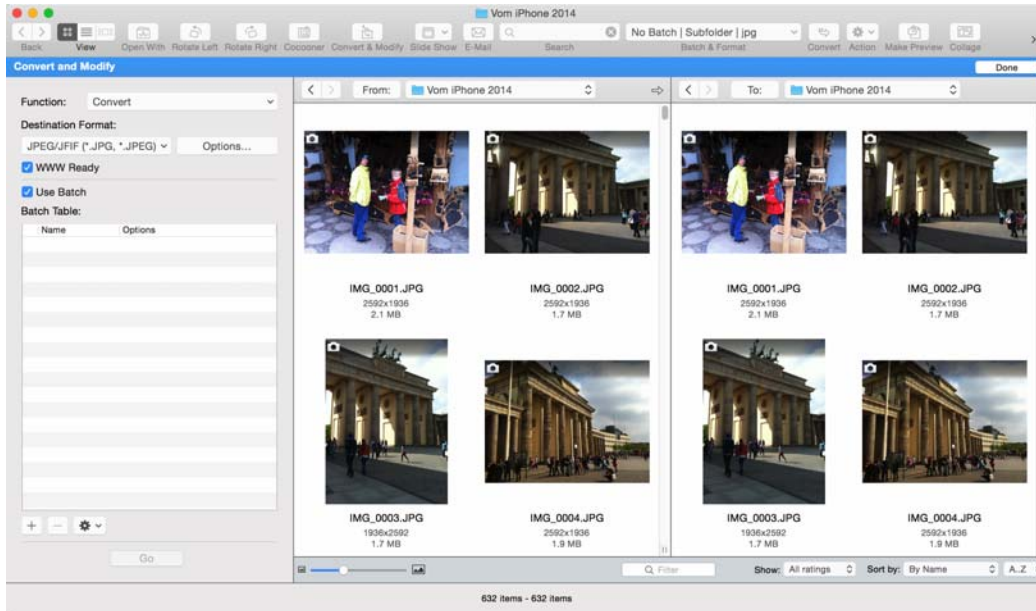 Vom iPhone 2014
No Batch | Subfolder | jpg
Back View Open With Rotate Left Rotate Right Cocooner Convert & Modify Slide Show E-Mail Search Batch & Format Convert Action Make Preview Collage
Convert and Modify Done
Function: Convert
Destination Format:
JPEG/JFIF (*.JPG, *.JPEG) Options...
WWW Ready
Use Batch
Batch Table:
Name Options
Go
From: Vom iPhone 2014
IMG_0001.JPG IMG_0002.JPG
2592x1936 2592x1936
2.1 MB 1.7 MB
IMG_0003.JPG IMG_0004.JPG
1936x2592 2592x1936
1.7 MB 1.9 MB
To: Vom iPhone 2014
IMG_0001.JPG IMG_0002.JPG
2592x1936 2592x1936
2.1 MB 1.7 MB
IMG_0003.JPG IMG_0004.JPG
1936x2592 2592x1936
1.7 MB 1.9 MB
Filter Show: All ratings Sort by: By Name A..Z
632 items - 632 items